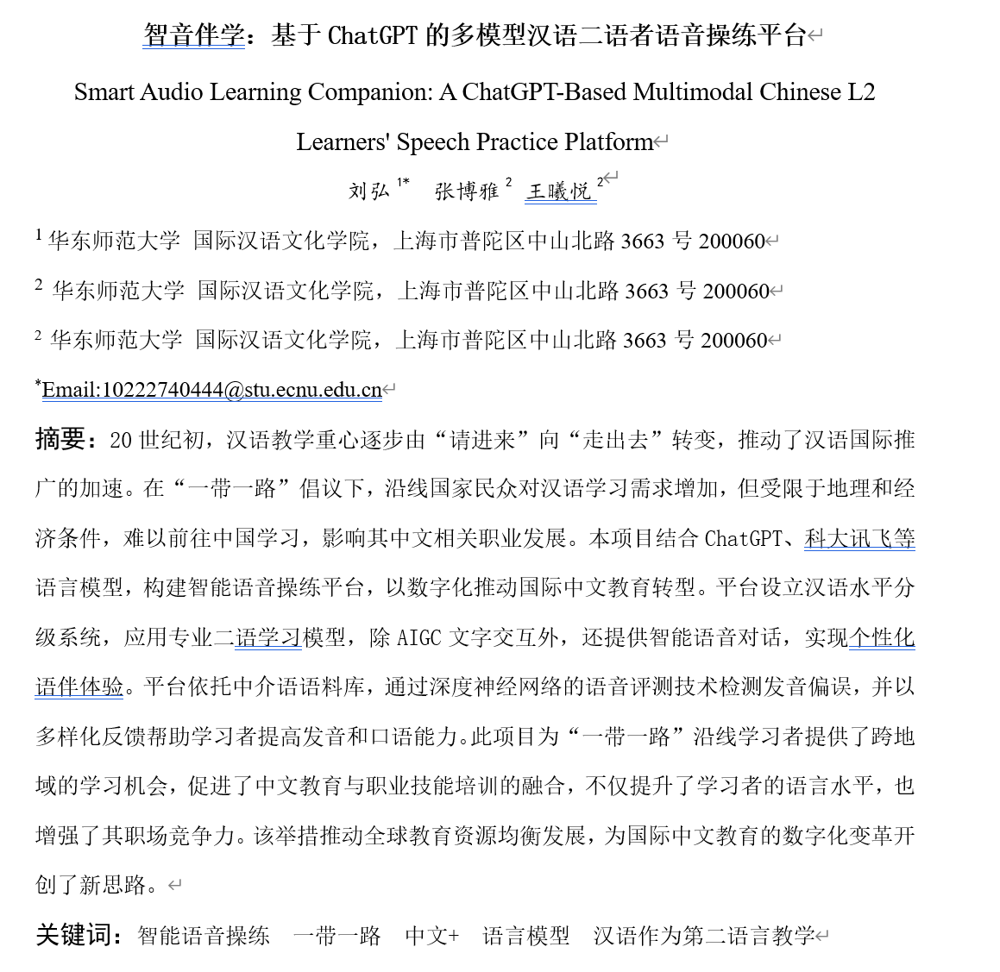 智音伴学：基于 ChatGPT 的多模型汉语二语者语音操练平台
Smart Audio Learning Companion: A ChatGPT-Based Multimodal Chinese L2
Learners' Speech Practice Platform
刘弘 1* 张博雅 2 王曦悦 2
1 华东师范大学 国际汉语文化学院，上海市普陀区中山北路 3663 号 200060
2 华东师范大学 国际汉语文化学院，上海市普陀区中山北路 3663 号 200060
2 华东师范大学 国际汉语文化学院，上海市普陀区中山北路 3663 号 200060
*Email:10222740444@stu.ecnu.edu.cn
摘要：20 世纪初，汉语教学重心逐步由“请进来”向“走出去”转变，推动了汉语国际推
广的加速。在“一带一路”倡议下，沿线国家民众对汉语学习需求增加，但受限于地理和经
济条件，难以前往中国学习，影响其中文相关职业发展。本项目结合 ChatGPT、科大讯飞等
语言模型，构建智能语音操练平台，以数字化推动国际中文教育转型。平台设立汉语水平分
级系统，应用专业二语学习模型，除 AIGC 文字交互外，还提供智能语音对话，实现个性化
语伴体验。平台依托中介语语料库，通过深度神经网络的语音评测技术检测发音偏误，并以
多样化反馈帮助学习者提高发音和口语能力。此项目为“一带一路”沿线学习者提供了跨地
域的学习机会，促进了中文教育与职业技能培训的融合，不仅提升了学习者的语言水平，也
增强了其职场竞争力。该举措推动全球教育资源均衡发展，为国际中文教育的数字化变革开
创了新思路。
关键词：智能语音操练 一带一路 中文+ 语言模型 汉语作为第二语言教学